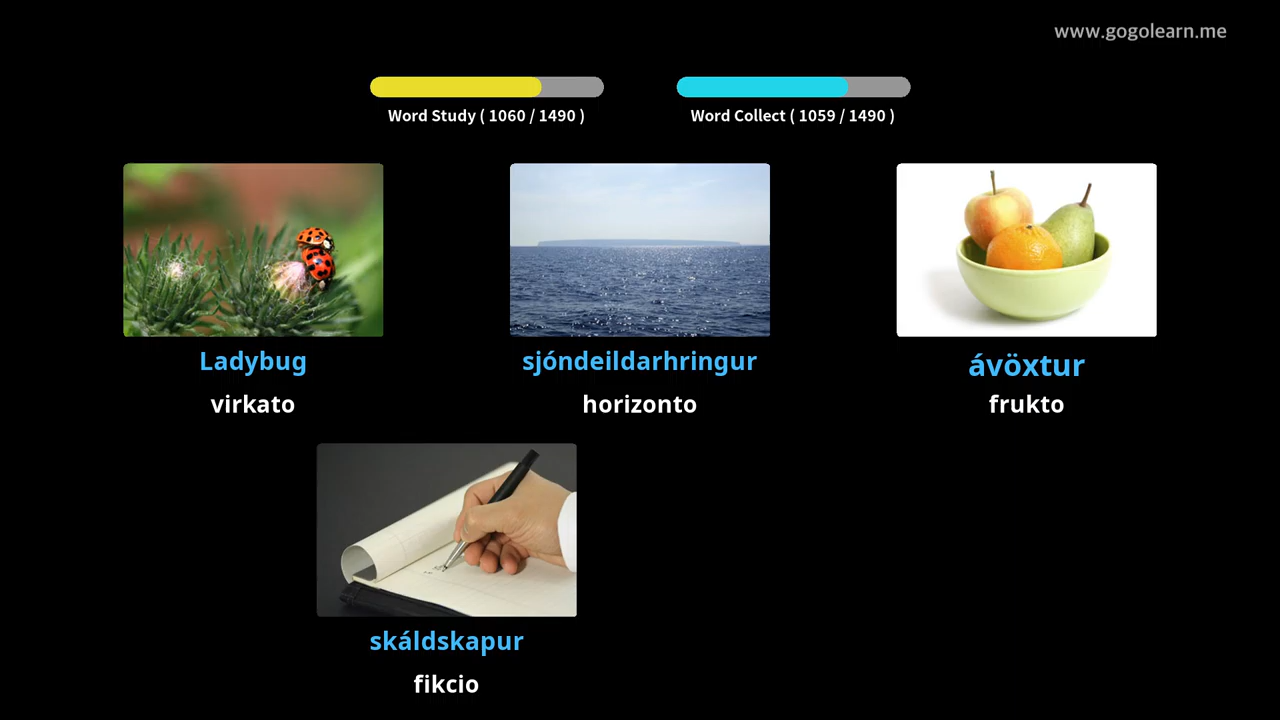 www.gogolearn.me
Word Study ( 1060 / 1490 )
Word Collect ( 1059 / 1490 )
Ladybug
virkato
sjóndeildarhringur
horizonto
ávöxtur
frukto
skáldskapur
fikcio